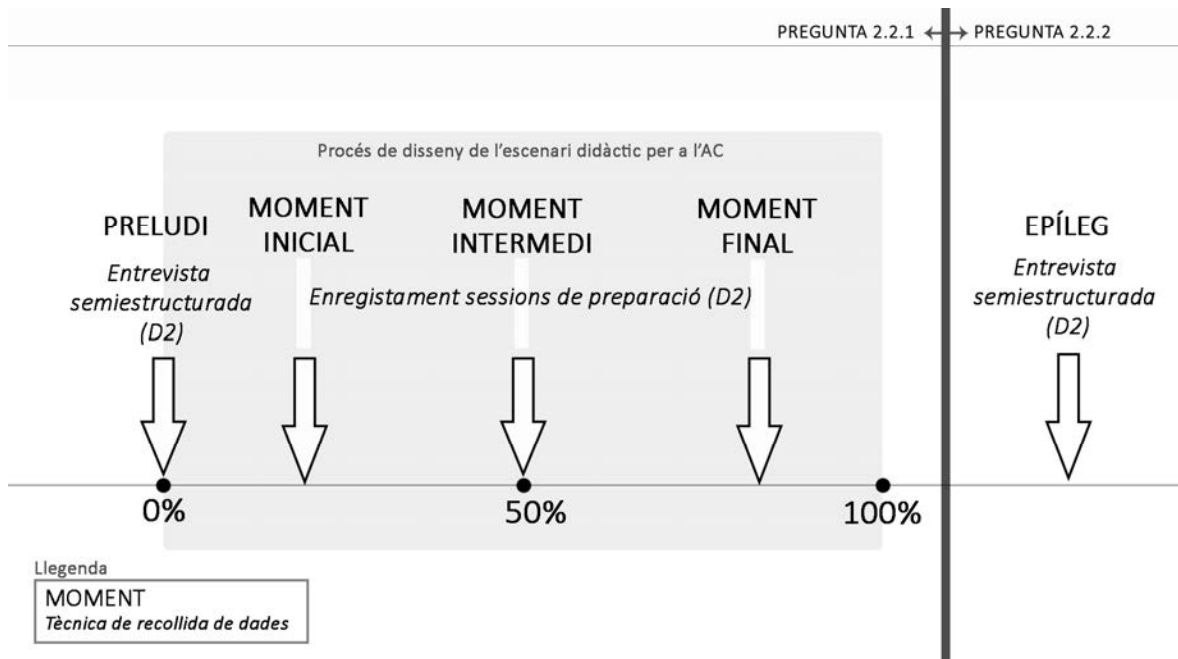 PREGUNTA 2.2.1 ↔ PREGUNTA 2.2.2
Procés de disseny de l'escenari didàctic per a l'AC
PRELUDI
Entrevista
semiestructurada
(D2)
MOMENT
INICIAL
MOMENT
INTERMEDI
MOMENT
FINAL
Enregistament sessions de preparació (D2)
EPÍLEG
Entrevista
semiestructurada
(D2)
0%
50%
100%
Llegenda
MOMENT
Tècnica de recollida de dades